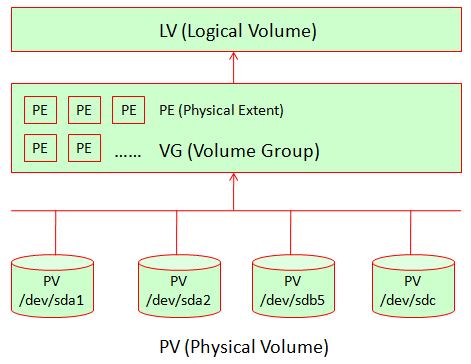 LV (Logical Volume)
PE PE PE PE (Physical Extent)
PE PE ...... VG (Volume Group)
PV PV PV PV
/dev/sda1 /dev/sda2 /dev/sdb5 /dev/sdc
PV (Physical Volume)